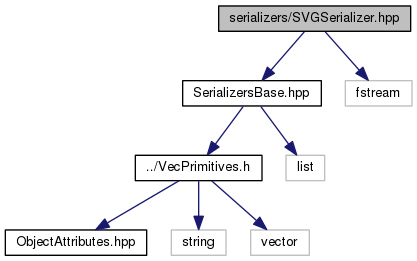 serializers/SVGSerializer.hpp
SerializersBase.hpp
fstream
../VecPrimitives.h
list
ObjectAttributes.hpp
string
vector